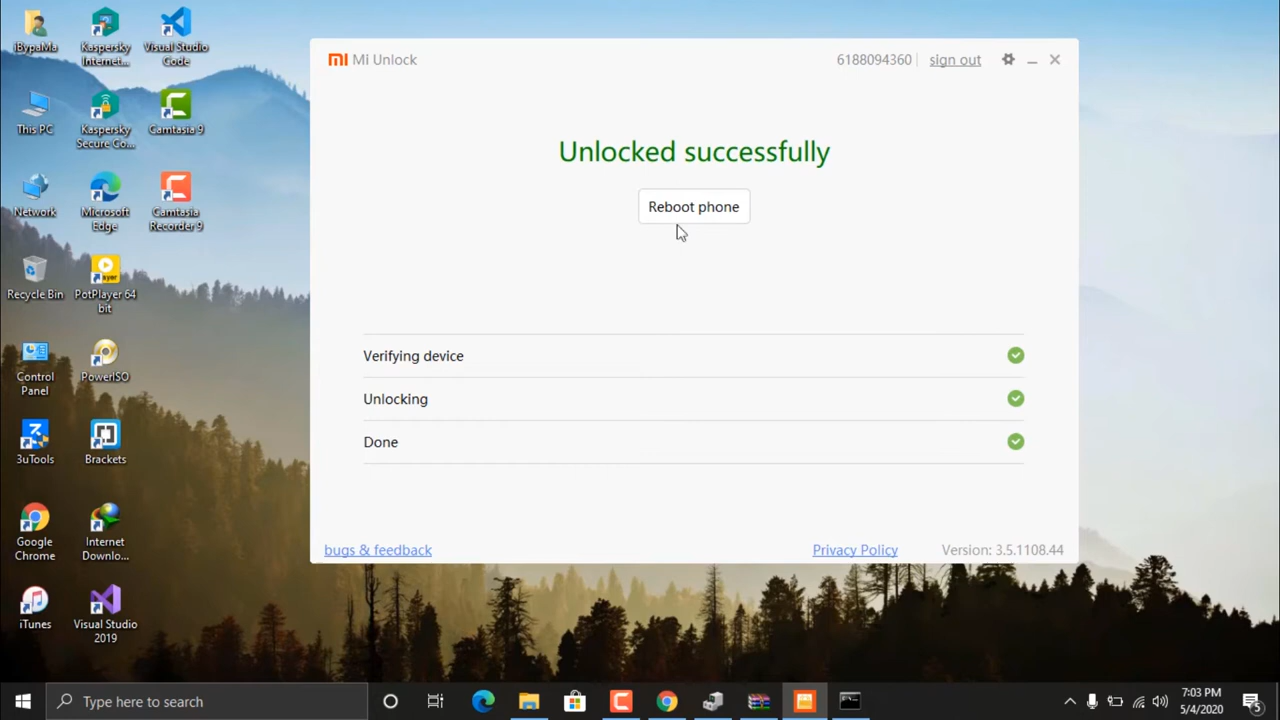 iBypaMa
Kaspersky
Internet...
Visual Studio
Code
This PC
Kaspersky
Secure Co...
Camtasia 9
Network
Microsoft
Edge
Camtasia
Recorder 9
Recycle Bin
PotPlayer 64
bit
Control
Panel
PowerISO
3uTools
Brackets
Google
Chrome
Internet
Downlo...
iTunes
Visual Studio
2019
Mi Unlock
6188094360
sign out
Unlocked successfully
Reboot phone
Verifying device
Unlocking
Done
bugs & feedback
Privacy Policy
Version: 3.5.1108.44
Type here to search
7:03 PM
5/4/2020
5